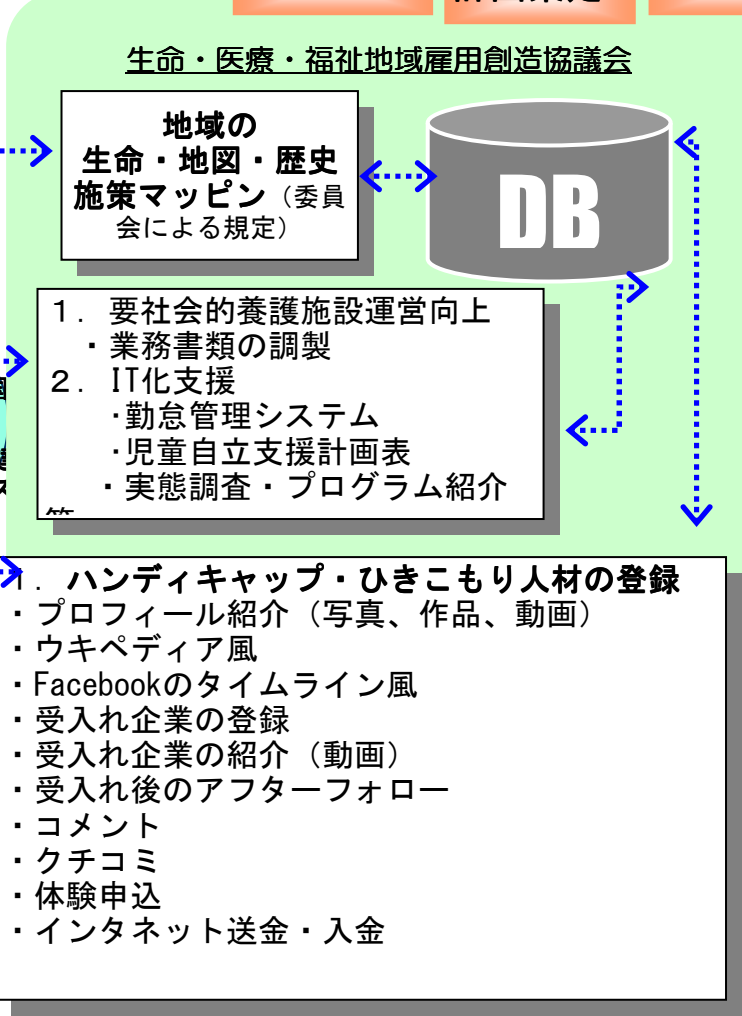 生命・医療・福祉地域雇用創造協議会
地域の
生命・地図・歴史
施策マッピン（委員
会による規定）
DB
１．要社会的養護施設運営向上
・業務書類の調製
２．IT化支援
・勤怠管理システム
・児童自立支援計画表
・実態調査・プログラム紹介
１．ハンディキャップ・ひきこもり人材の登録
・プロフィール紹介（写真、作品、動画）
・ウキペディア風
・Facebookのタイムライン風
・受入れ企業の登録
・受入れ企業の紹介（動画）
・受入れ後のアフターフォロー
・コメント
・クチコミ
・体験申込
・インタネット送金・入金